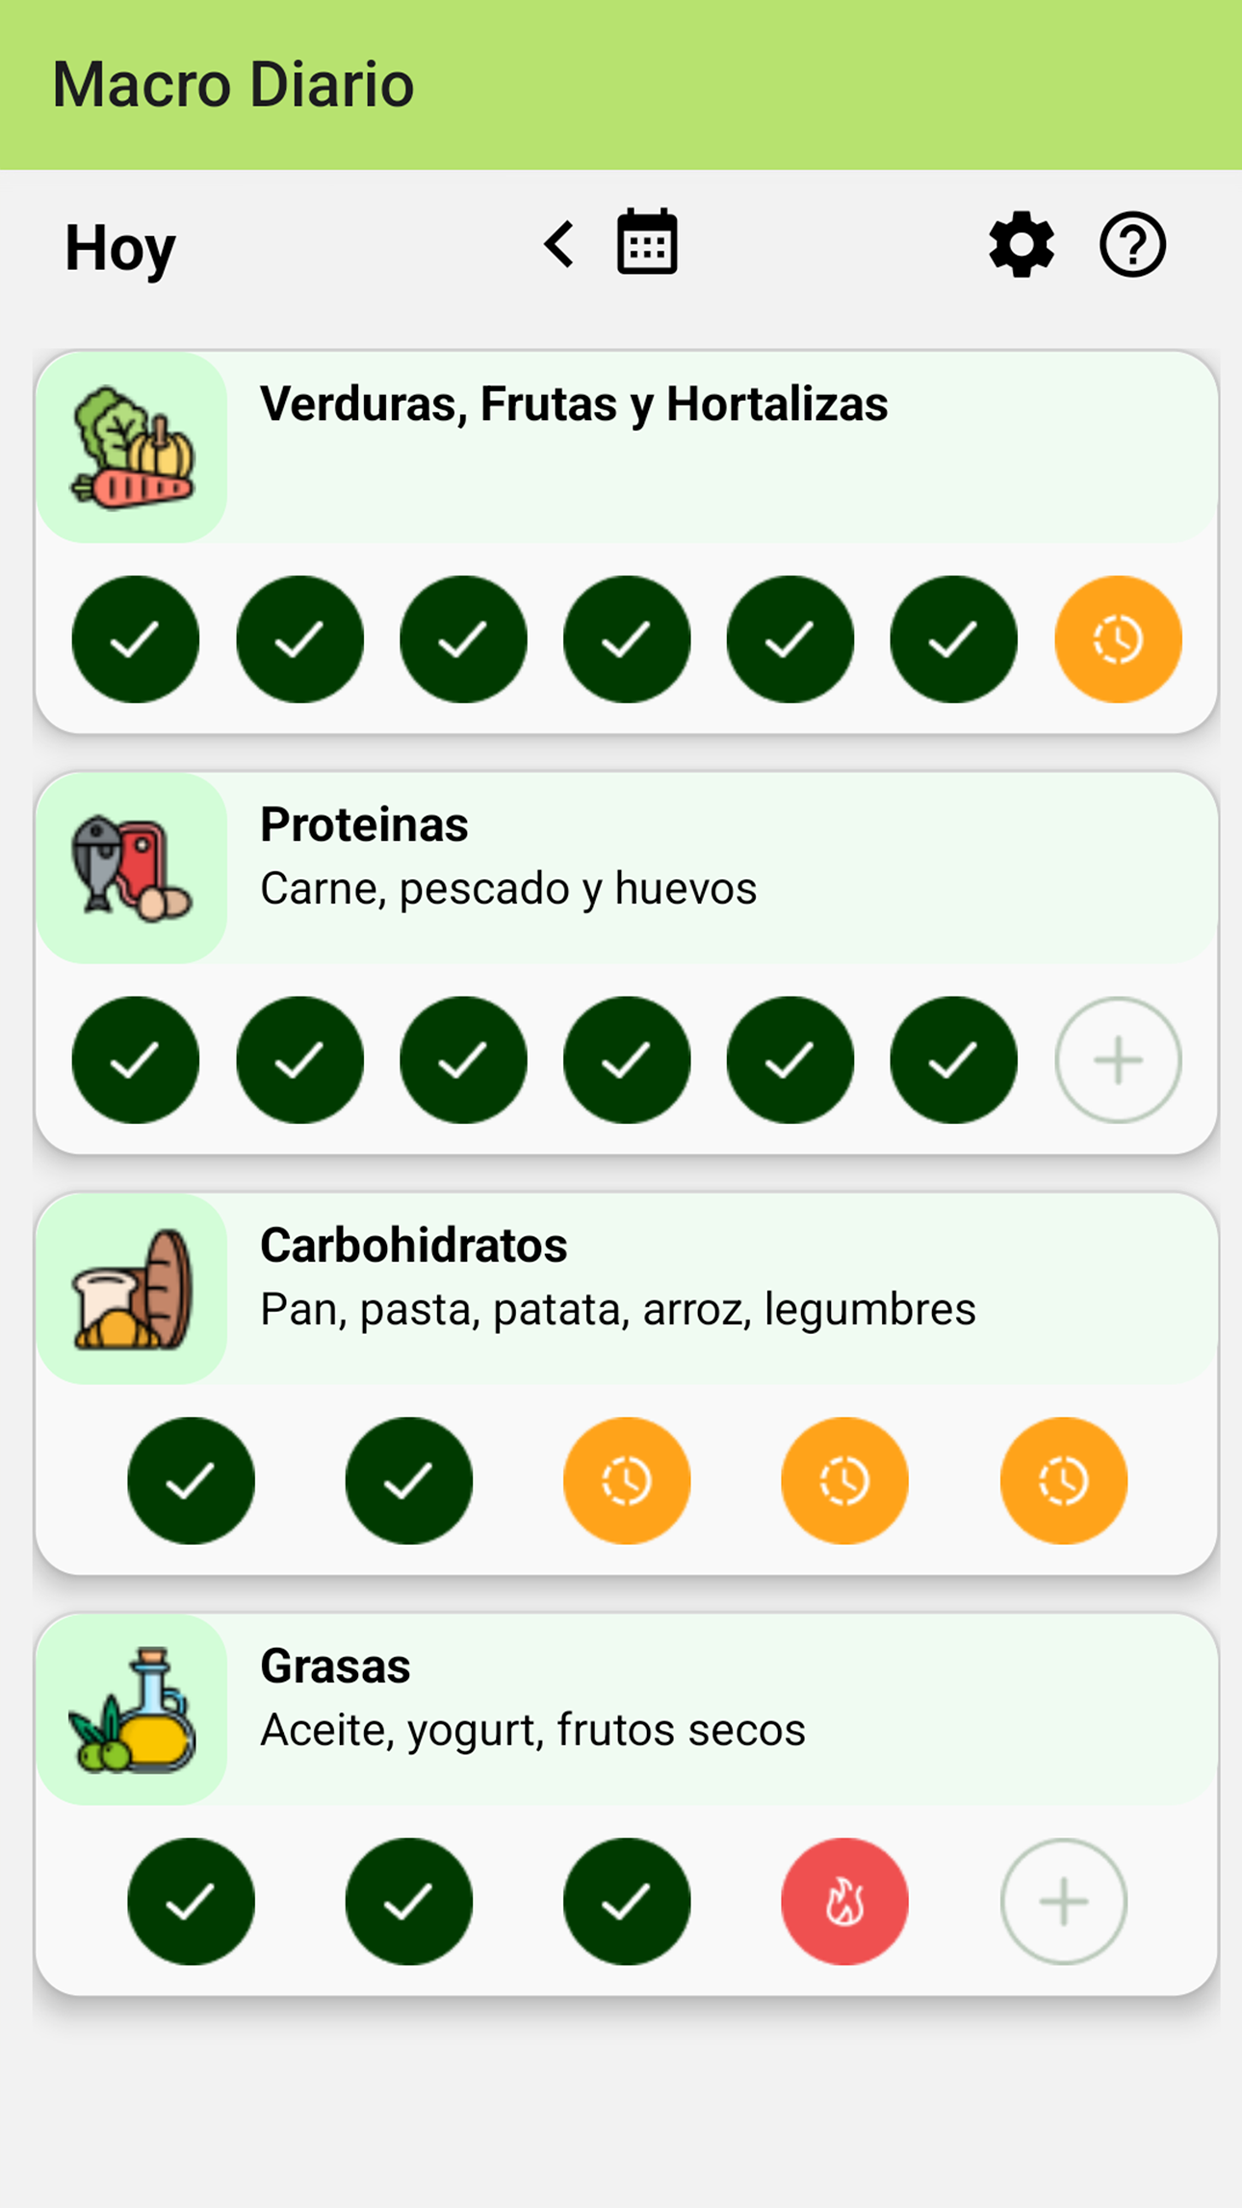 Macro Diario
Hoy
Verduras, Frutas y Hortalizas
Proteinas
Carne, pescado y huevos
Carbohidratos
Pan, pasta, patata, arroz, legumbres
Grasas
Aceite, yogurt, frutos secos